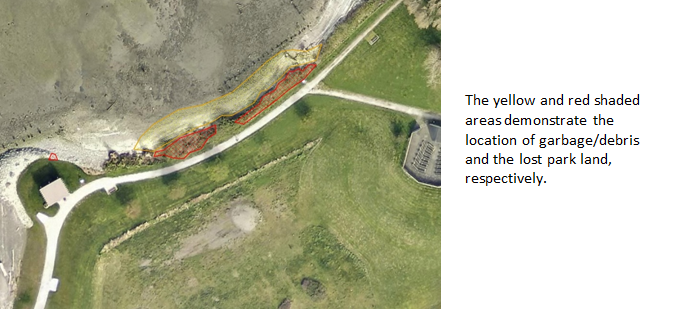 The yellow and red shaded
areas demonstrate the
location of garbage/debris
and the lost park land,
respectively.